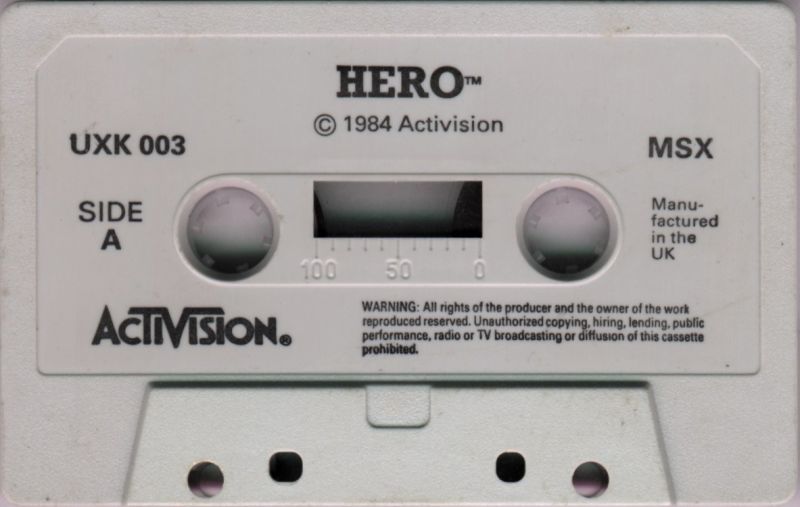 HERO™
© 1984 Activision
UXK 003
MSX
SIDE
A
Manu-
factured
in the
UK
100 50 0
ACTIVISION®
WARNING: All rights of the producer and the owner of the work
reproduced reserved. Unauthorized copying, hiring, lending, public
performance, radio or TV broadcasting or diffusion of this cassette
prohibited.